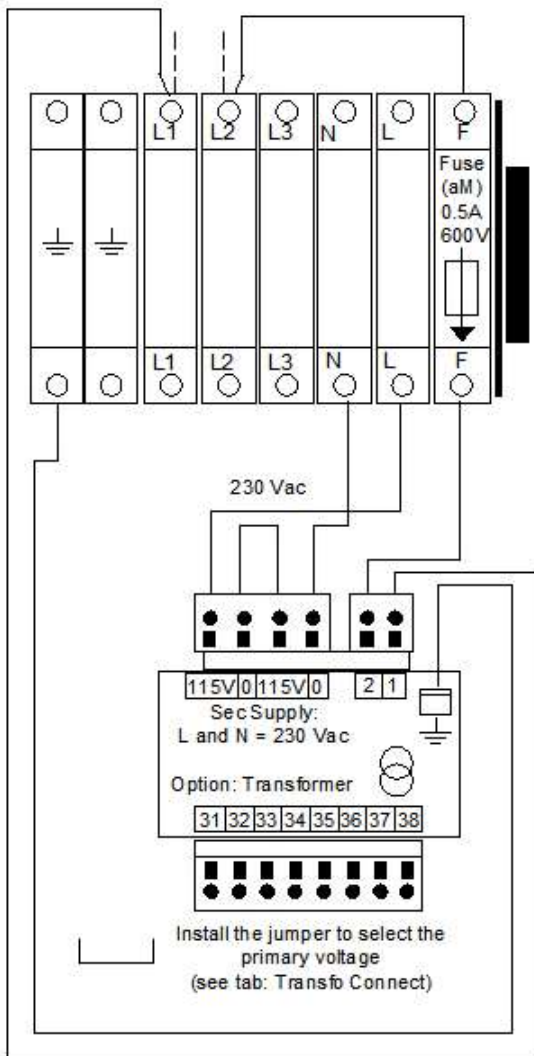 L1 L2 L3 N L F
Fuse
(aM)
0.5A
600V
L1 L2 L3 N L F
230 Vac
115V 0 115V 0 2 1
Sec Supply:
L and N = 230 Vac
Option: Transformer
31 32 33 34 35 36 37 38
Install the jumper to select the
primary voltage
(see tab: Transfo Connect)